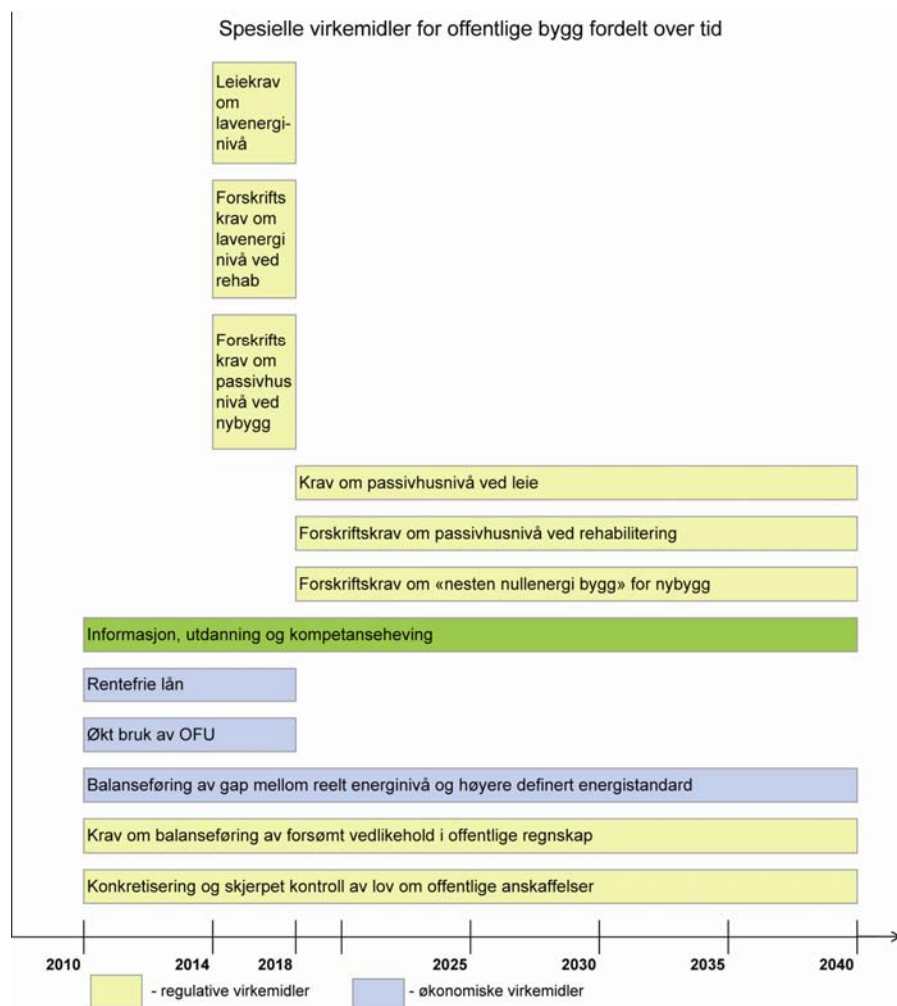 Spesielle virkemidler for offentlige bygg fordelt over tid
Leiekrav
om
lavenergi-
nivå
Forskrifts
krav om
lavenergi
nivå ved
rehab
Forskrifts
krav om
passivhus
nivå ved
nybygg
Krav om passivhusnivå ved leie
Forskriftskrav om passivhusnivå ved rehabilitering
Forskriftskrav om «nesten nullenergi bygg» for nybygg
Informasjon, utdanning og kompetanseheving
Rentefrie lån
Økt bruk av OFU
Balanseføring av gap mellom reelt energinivå og høyere definert energistandard
Krav om balanseføring av forsømt vedlikehold i offentlige regnskap
Konkretisering og skjerpet kontroll av lov om offentlige anskaffelser
2010 2014 2018 2025 2030 2035 2040
- regulative virkemidler - økonomiske virkemidler